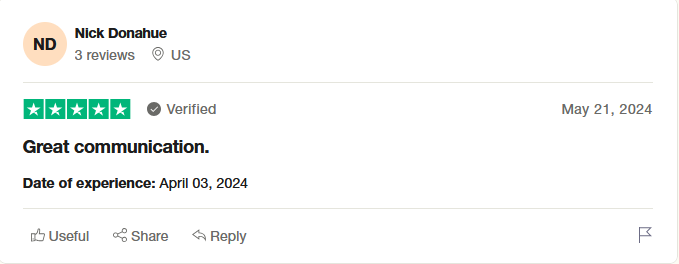 ND
Nick Donahue
3 reviews US
Verified May 21, 2024
Great communication.
Date of experience: April 03, 2024
Useful Share Reply